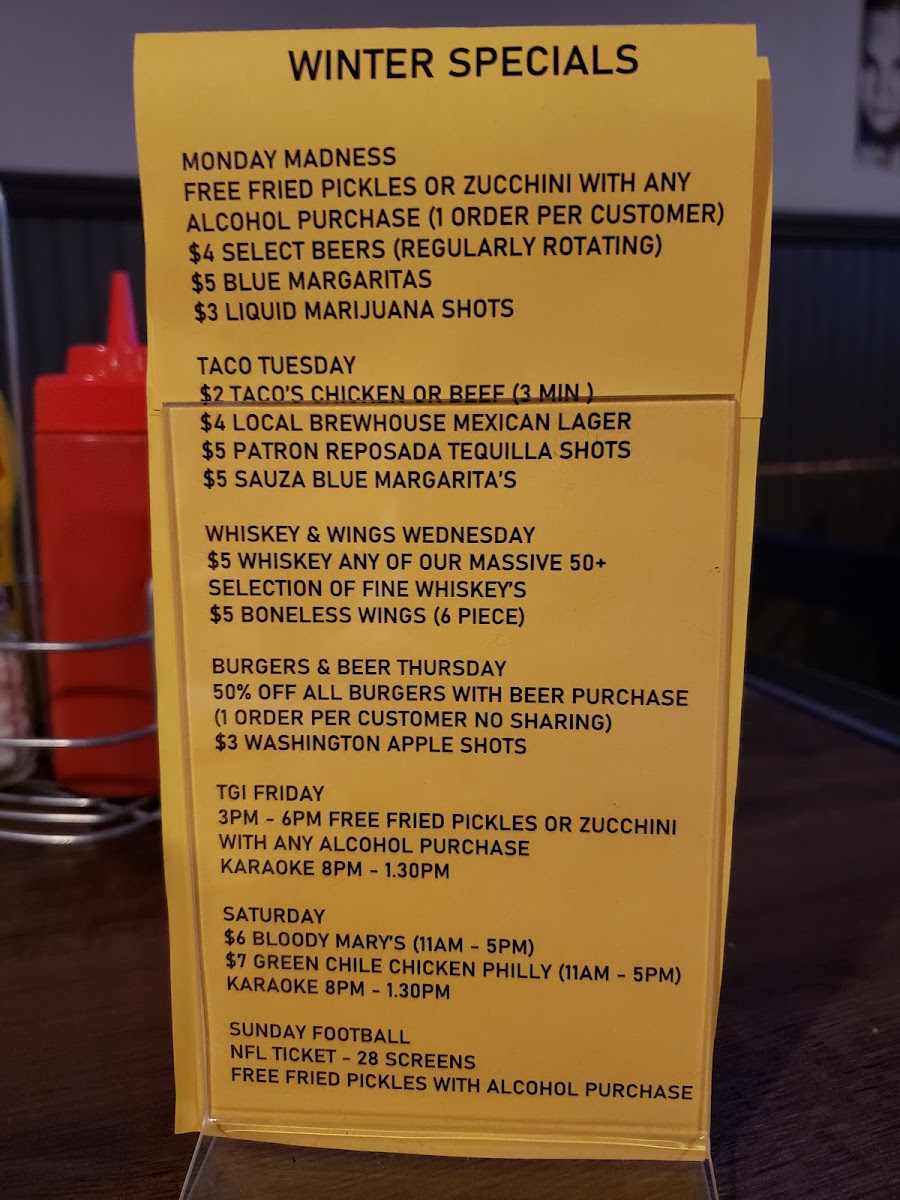 WINTER SPECIALS
MONDAY MADNESS
FREE FRIED PICKLES OR ZUCCHINI WITH ANY
ALCOHOL PURCHASE (1 ORDER PER CUSTOMER)
$4 SELECT BEERS (REGULARLY ROTATING)
$5 BLUE MARGARITAS
$3 LIQUID MARIJUANA SHOTS
TACO TUESDAY
$2 TACO'S CHICKEN OR BEEF (3 MIN )
$4 LOCAL BREWHOUSE MEXICAN LAGER
$5 PATRON REPOSADA TEQUILLA SHOTS
$5 SAUZA BLUE MARGARITA'S
WHISKEY & WINGS WEDNESDAY
$5 WHISKEY ANY OF OUR MASSIVE 50+
SELECTION OF FINE WHISKEY'S
$5 BONELESS WINGS (6 PIECE)
BURGERS & BEER THURSDAY
50% OFF ALL BURGERS WITH BEER PURCHASE
(1 ORDER PER CUSTOMER NO SHARING)
$3 WASHINGTON APPLE SHOTS
TGI FRIDAY
3PM - 6PM FREE FRIED PICKLES OR ZUCCHINI
WITH ANY ALCOHOL PURCHASE
KARAOKE 8PM - 1.30PM
SATURDAY
$6 BLOODY MARY'S (11AM - 5PM)
$7 GREEN CHILE CHICKEN PHILLY (11AM - 5PM)
KARAOKE 8PM - 1.30PM
SUNDAY FOOTBALL
NFL TICKET - 28 SCREENS
FREE FRIED PICKLES WITH ALCOHOL PURCHASE